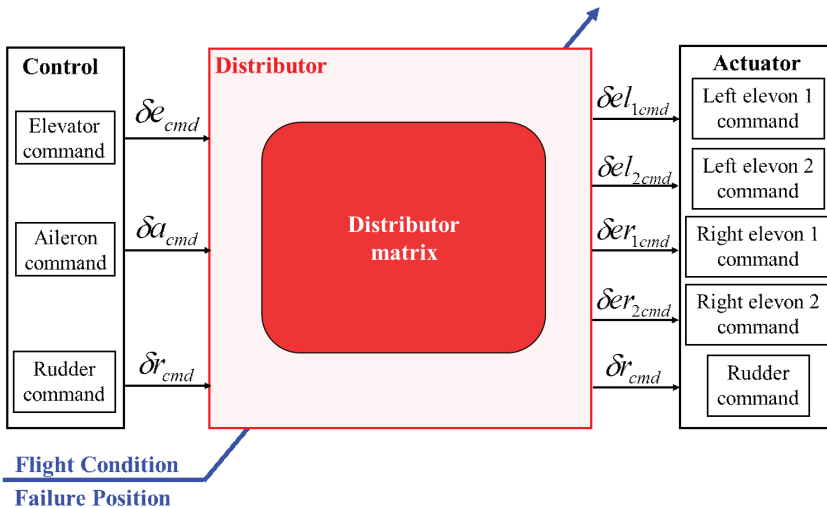 Control
Elevator
command
Aileron
command
Rudder
command
δe_cmd
δa_cmd
δr_cmd
Distributor
Distributor
matrix
δel_1cmd
δel_2cmd
δer_1cmd
δer_2cmd
δr_cmd
Actuator
Left elevon 1
command
Left elevon 2
command
Right elevon 1
command
Right elevon 2
command
Rudder
command
Flight Condition
Failure Position